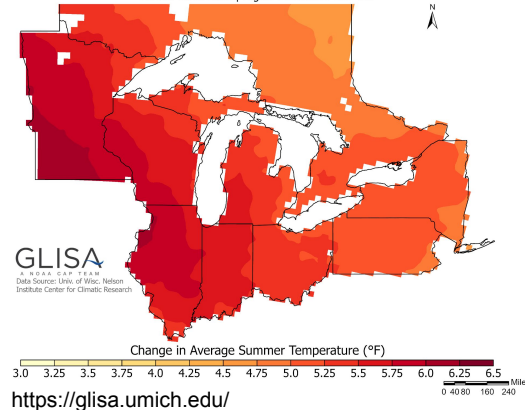 N
GLISA
A NOAA CAP TEAM
Data Source: Univ. of Wisc. Nelson
Institute Center for Climatic Research
Change in Average Summer Temperature (°F)
3.0 3.25 3.5 3.75 4.0 4.25 4.5 4.75 5.0 5.25 5.5 5.75 6.0 6.25 6.5
0 40 80 160 240 Mile
https://glisa.umich.edu/